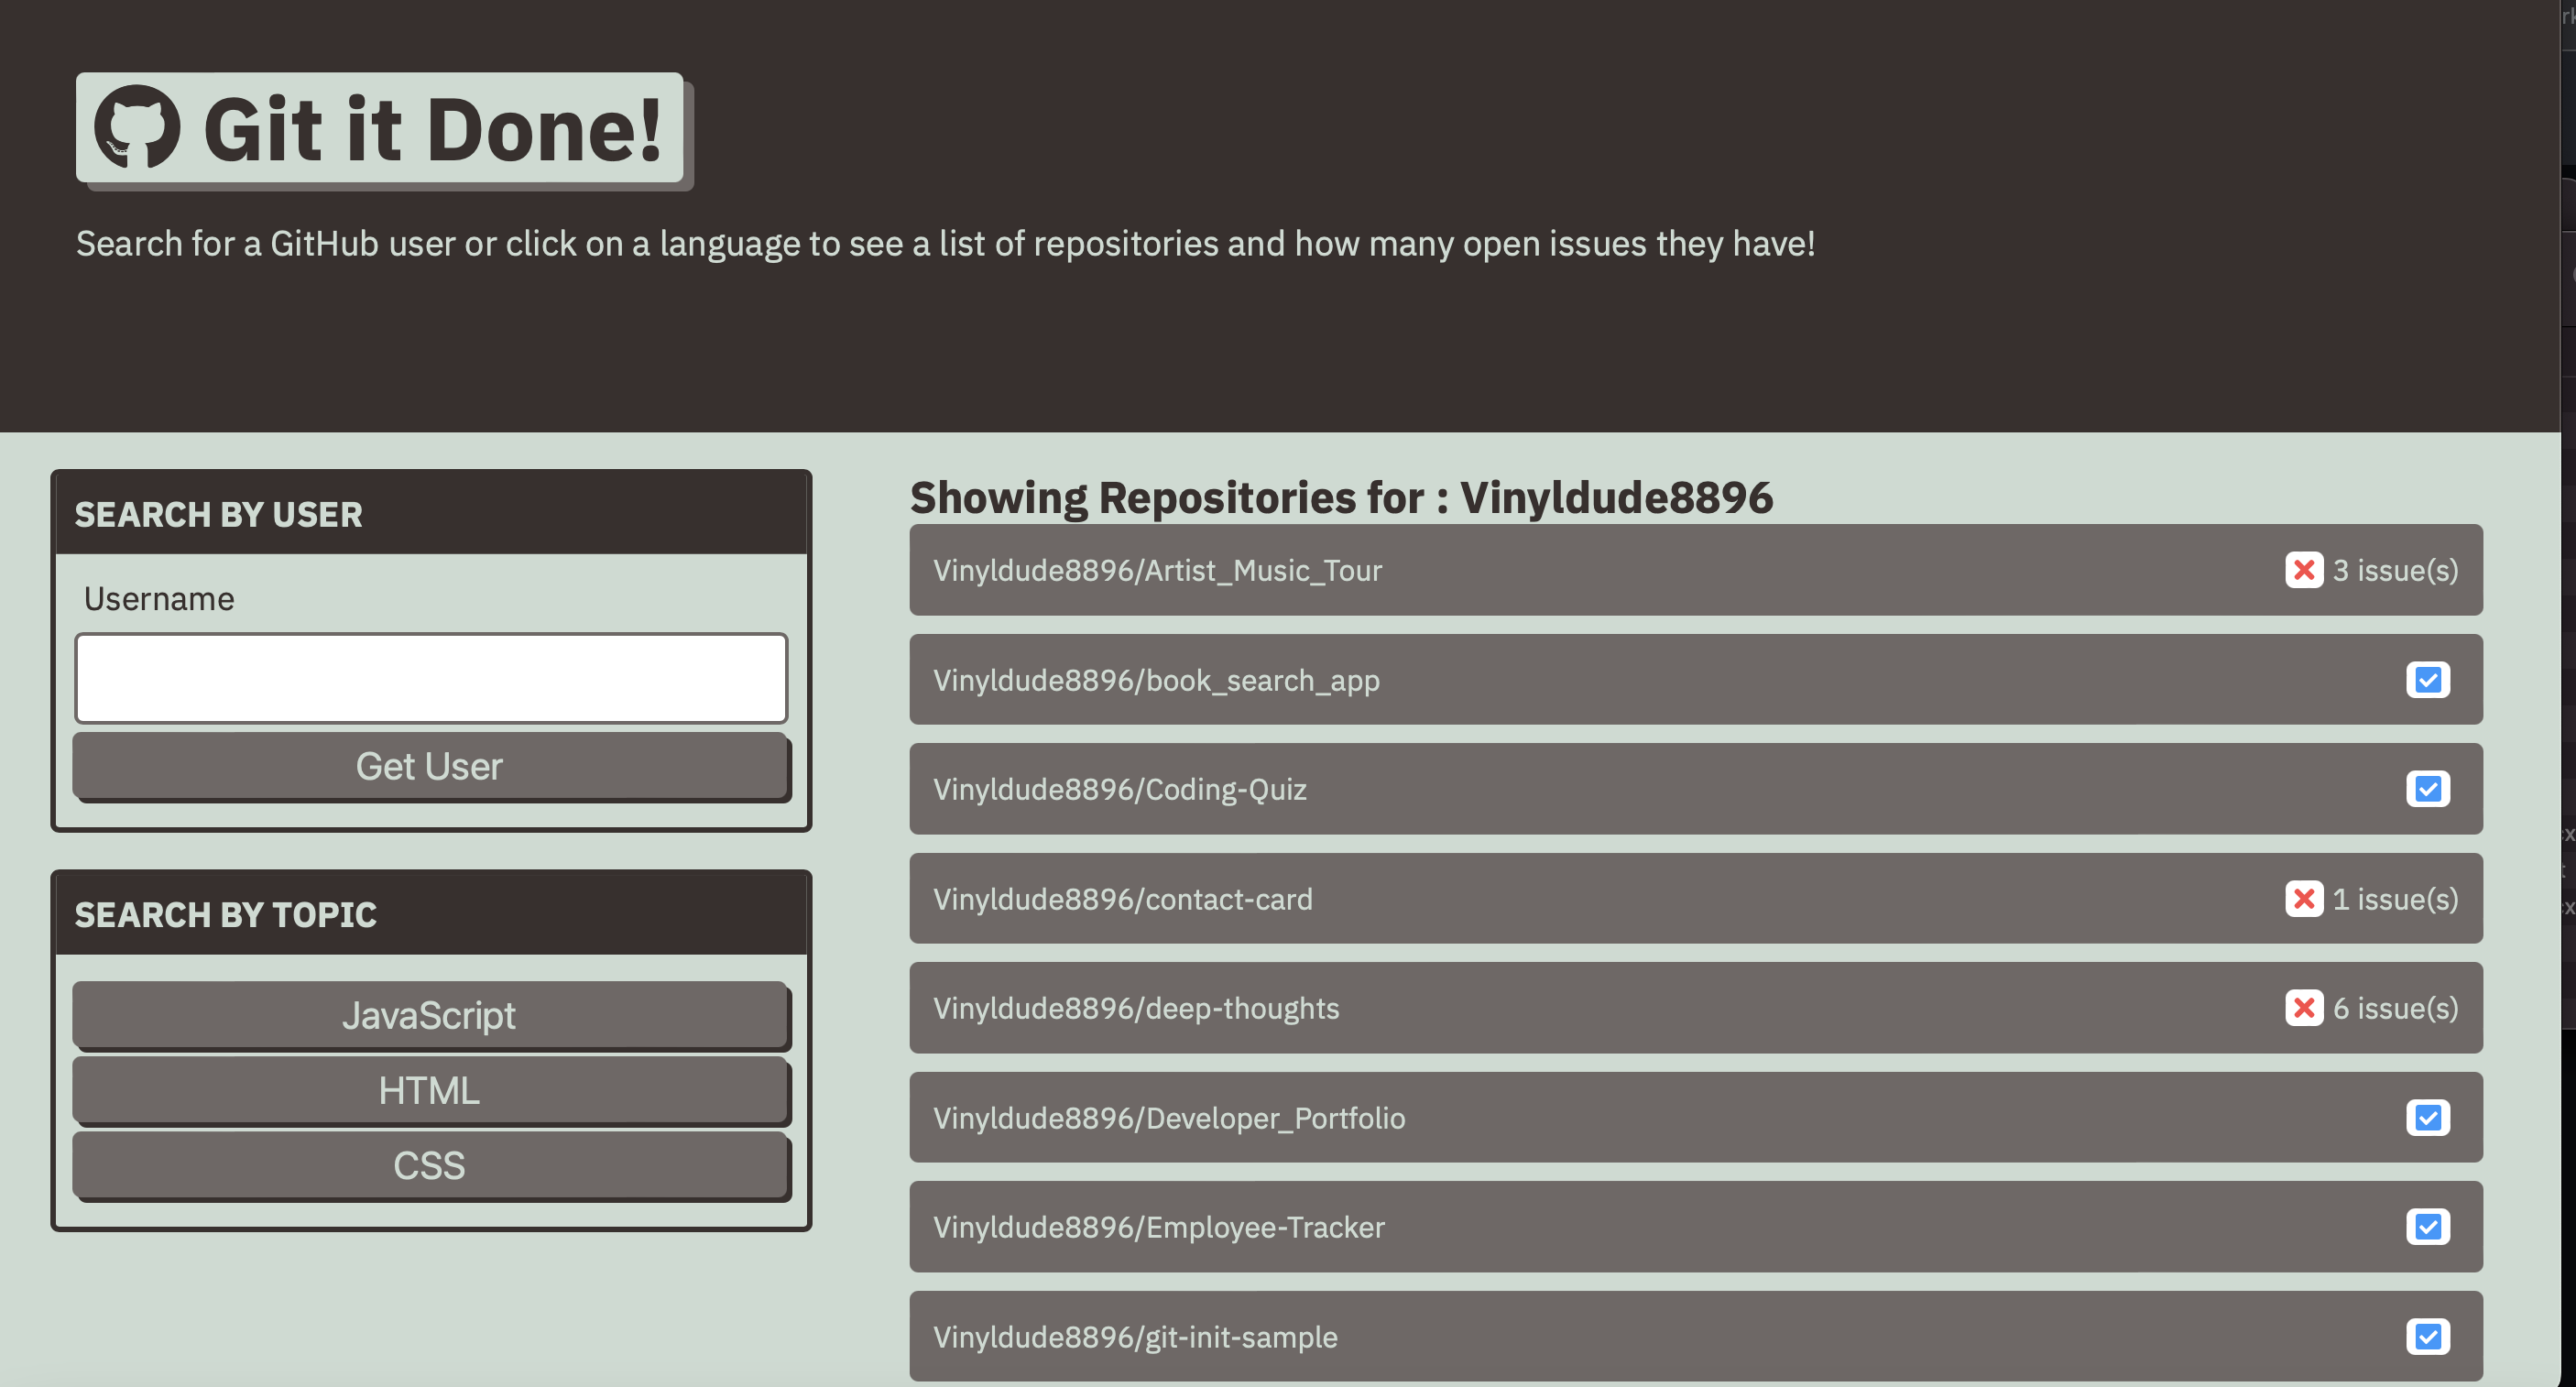 Git it Done!
Search for a GitHub user or click on a language to see a list of repositories and how many open issues they have!
SEARCH BY USER
Username
Get User
SEARCH BY TOPIC
JavaScript
HTML
CSS
Showing Repositories for : Vinyldude8896
Vinyldude8896/Artist_Music_Tour 3 issue(s)
Vinyldude8896/book_search_app
Vinyldude8896/Coding-Quiz
Vinyldude8896/contact-card 1 issue(s)
Vinyldude8896/deep-thoughts 6 issue(s)
Vinyldude8896/Developer_Portfolio
Vinyldude8896/Employee-Tracker
Vinyldude8896/git-init-sample